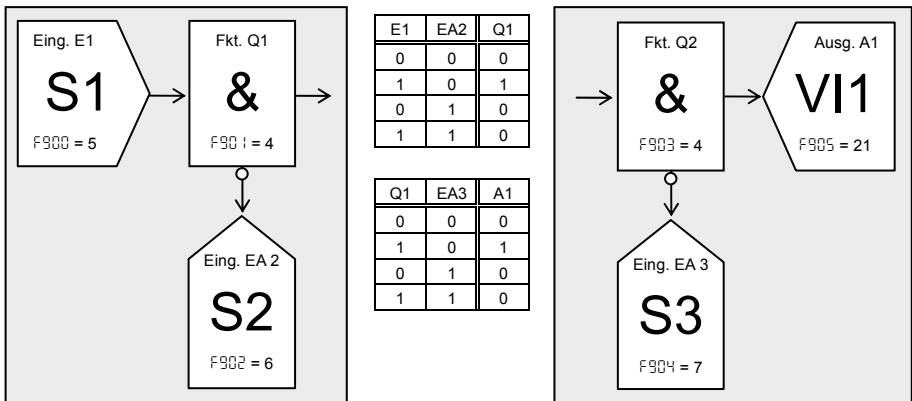 Eing. E1
S1
F900 = 5
Fkt. Q1
&
F901 = 4
Eing. EA 2
S2
F902 = 6
E1 EA2 Q1
0 0 0
1 0 1
0 1 0
1 1 0
Q1 EA3 A1
0 0 0
1 0 1
0 1 0
1 1 0
Fkt. Q2
&
F903 = 4
Ausg. A1
VI1
F905 = 21
Eing. EA 3
S3
F904 = 7